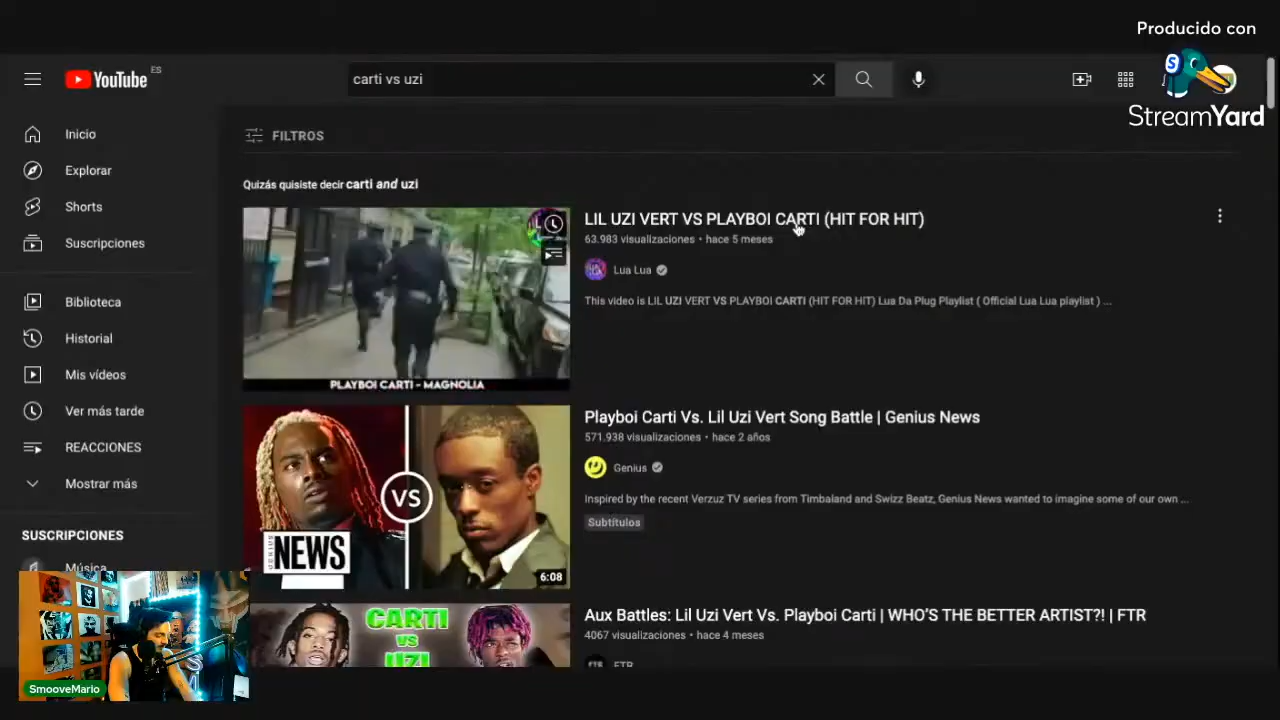 Producido con
StreamYard
YouTube ES
carti vs uzi
Inicio
Explorar
Shorts
Suscripciones
Biblioteca
Historial
Mis vídeos
Ver más tarde
REACCIONES
Mostrar más
SUSCRIPCIONES
Música
FILTROS
Quizás quisiste decir carti and uzi
PLAYBOI CARTI - MAGNOLIA
LIL UZI VERT VS PLAYBOI CARTI (HIT FOR HIT)
63.983 visualizaciones • hace 5 meses
Lua Lua
This video is LIL UZI VERT VS PLAYBOI CARTI (HIT FOR HIT) Lua Da Plug Playlist ( Official Lua Lua playlist ) ...
VS
GENIUS
NEWS
6:08
Playboi Carti Vs. Lil Uzi Vert Song Battle | Genius News
571.938 visualizaciones • hace 2 años
Genius
Inspired by the recent Verzuz TV series from Timbaland and Swizz Beatz, Genius News wanted to imagine some of our own ...
Subtítulos
CARTI
VS
UZI
Aux Battles: Lil Uzi Vert Vs. Playboi Carti | WHO'S THE BETTER ARTIST?! | FTR
4067 visualizaciones • hace 4 meses
FTR
SmooveMario